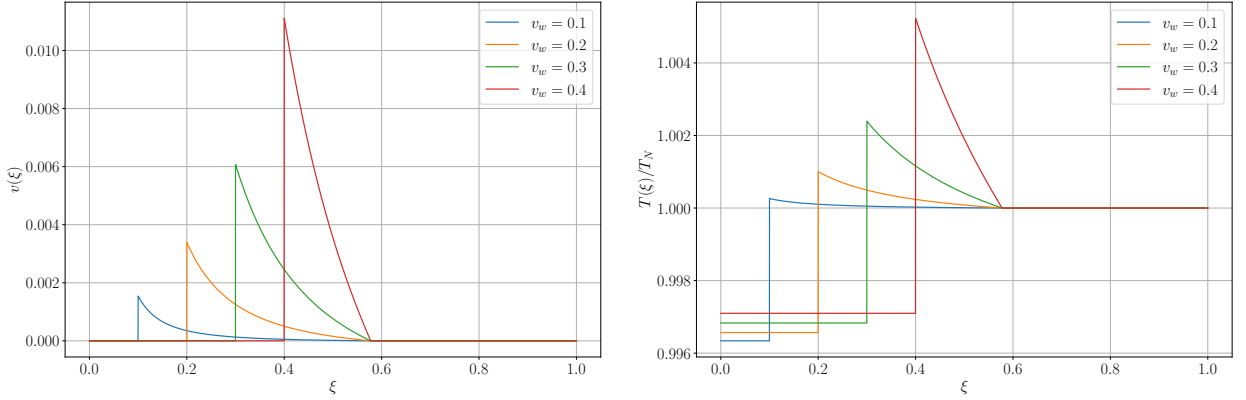 v_w = 0.1
v_w = 0.2
v_w = 0.3
v_w = 0.4
0.010
0.008
0.006
0.004
0.002
0.000
v(ξ)
0.0 0.2 0.4 0.6 0.8 1.0
ξ
v_w = 0.1
v_w = 0.2
v_w = 0.3
v_w = 0.4
1.004
1.002
1.000
0.998
0.996
T(ξ)/T_N
0.0 0.2 0.4 0.6 0.8 1.0
ξ